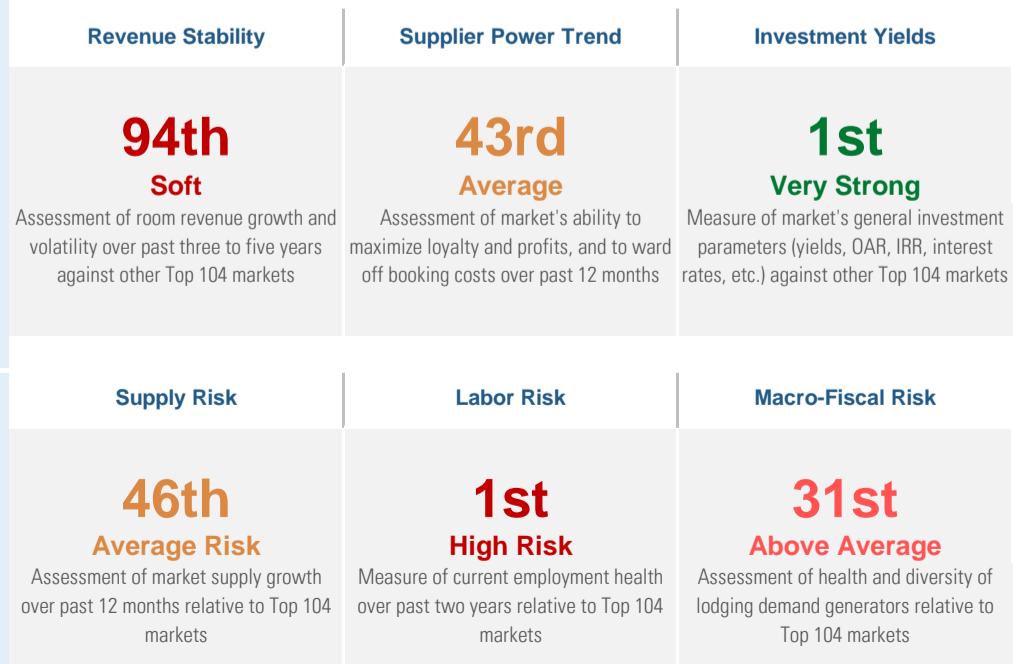 Revenue Stability
Supplier Power Trend
Investment Yields
94th
Soft
Assessment of room revenue growth and
volatility over past three to five years
against other Top 104 markets
43rd
Average
Assessment of market's ability to
maximize loyalty and profits, and to ward
off booking costs over past 12 months
1st
Very Strong
Measure of market's general investment
parameters (yields, OAR, IRR, interest
rates, etc.) against other Top 104 markets
Supply Risk
Labor Risk
Macro-Fiscal Risk
46th
Average Risk
Assessment of market supply growth
over past 12 months relative to Top 104
markets
1st
High Risk
Measure of current employment health
over past two years relative to Top 104
markets
31st
Above Average
Assessment of health and diversity of
lodging demand generators relative to
Top 104 markets